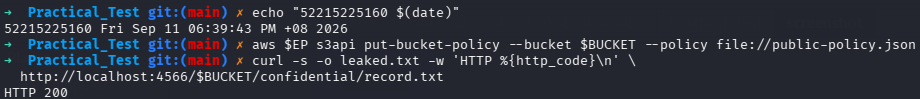 ➜  Practical_Test git:(main) ✗ echo "52215225160 $(date)"
52215225160 Fri Sep 11 06:39:43 PM +08 2026
➜  Practical_Test git:(main) ✗ aws $EP s3api put-bucket-policy --bucket $BUCKET --policy file://public-policy.json
➜  Practical_Test git:(main) ✗ curl -s -o leaked.txt -w 'HTTP %{http_code}\n' \
  http://localhost:4566/$BUCKET/confidential/record.txt
HTTP 200